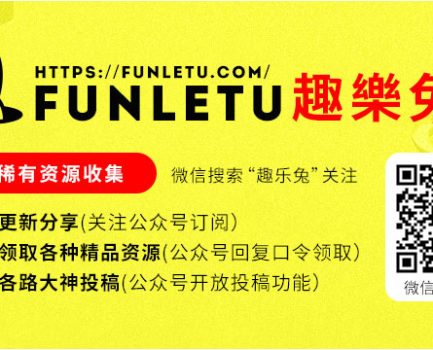 HTTPS://FUNLETU.COM/
FUNLETU 趣樂兔
稀有资源收集 微信搜索“趣乐兔”关注
更新分享(关注公众号订阅)
领取各种精品资源(公众号回复口令领取)
各路大神投稿(公众号开放投稿功能)
微信